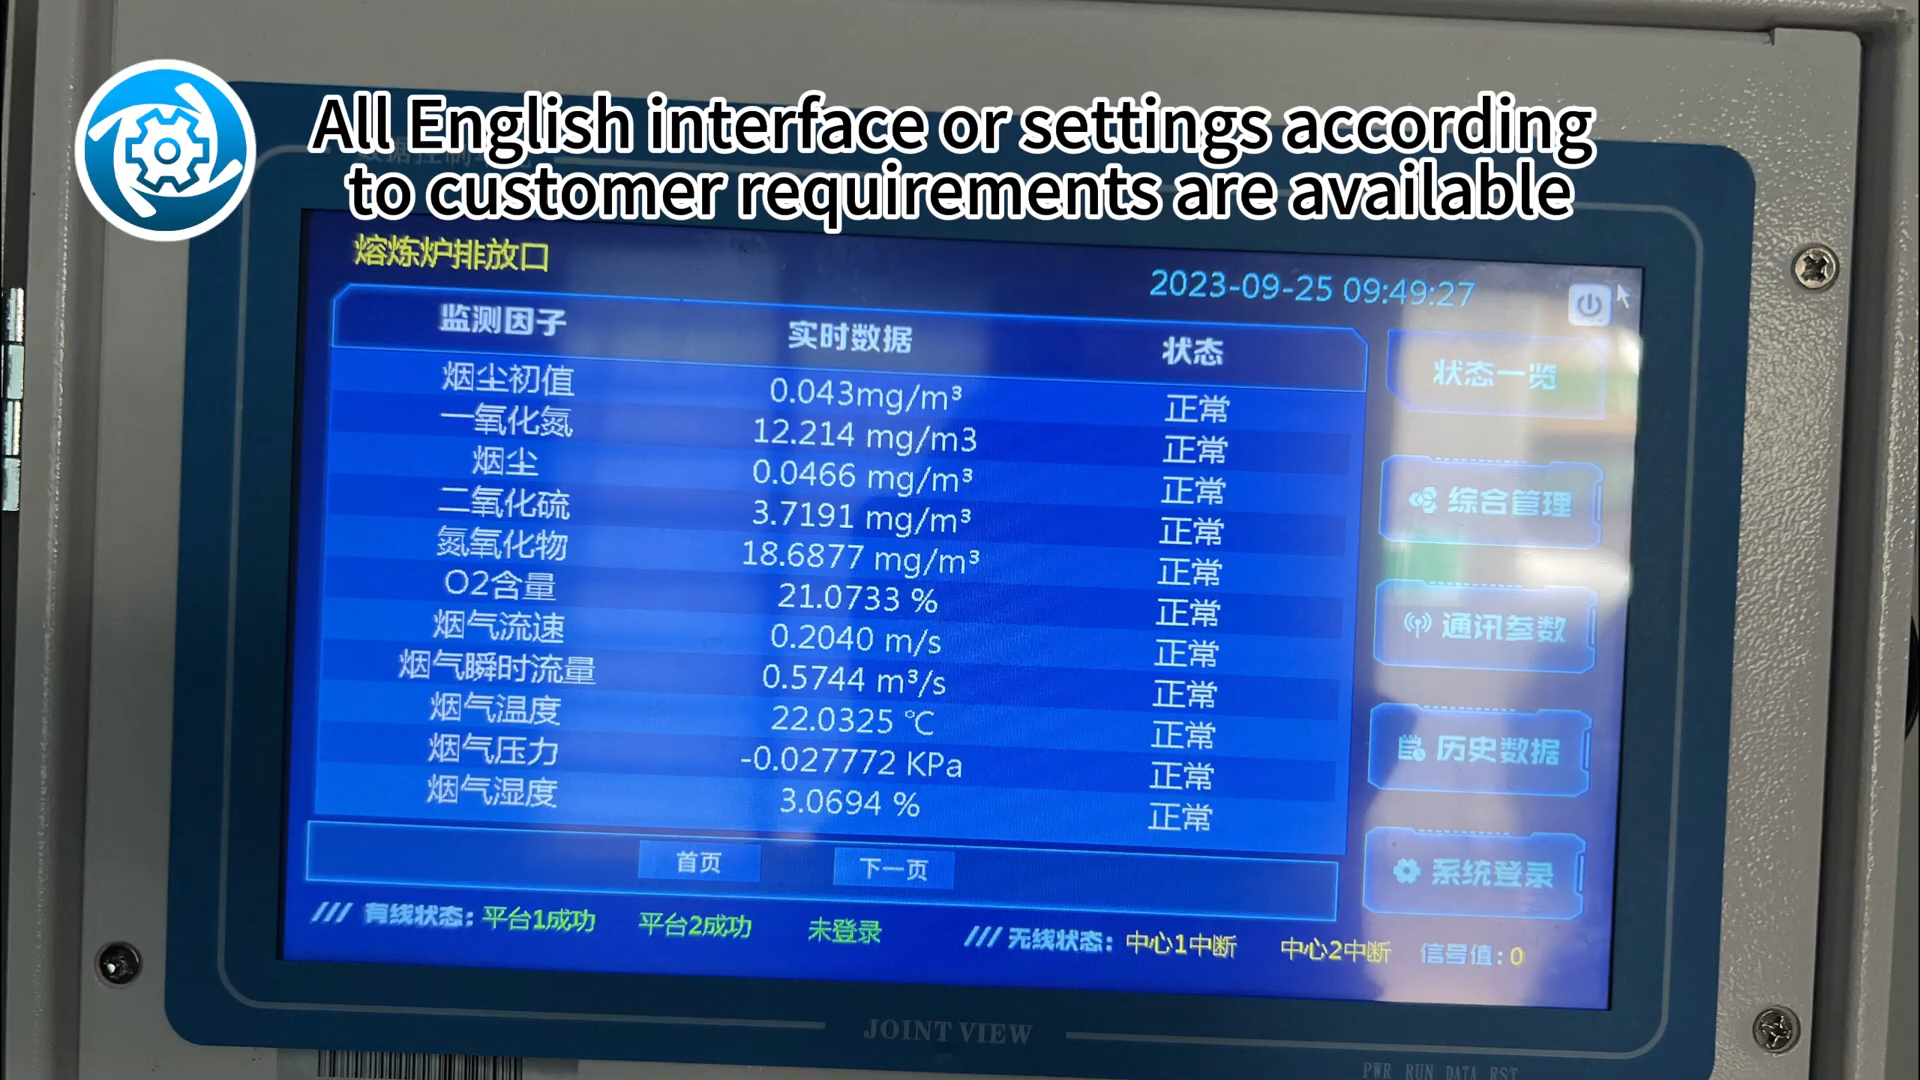 All English interface or settings according
to customer requirements are available
熔炼炉排放口
2023-09-25 09:49:27
监测因子 实时数据 状态
烟尘初值 0.043mg/m³ 正常
一氧化氮 12.214 mg/m3 正常
烟尘 0.0466 mg/m³ 正常
二氧化硫 3.7191 mg/m³ 正常
氮氧化物 18.6877 mg/m³ 正常
O2含量 21.0733 % 正常
烟气流速 0.2040 m/s 正常
烟气瞬时流量 0.5744 m³/s 正常
烟气温度 22.0325 ℃ 正常
烟气压力 -0.027772 KPa 正常
烟气湿度 3.0694 % 正常
状态一览
综合管理
通讯参数
历史数据
系统登录
首页 下一页
/// 有线状态: 平台1成功 平台2成功 未登录 /// 无线状态: 中心1中断 中心2中断 信号值: 0
JOINT VIEW
PWR RUN DATA RST